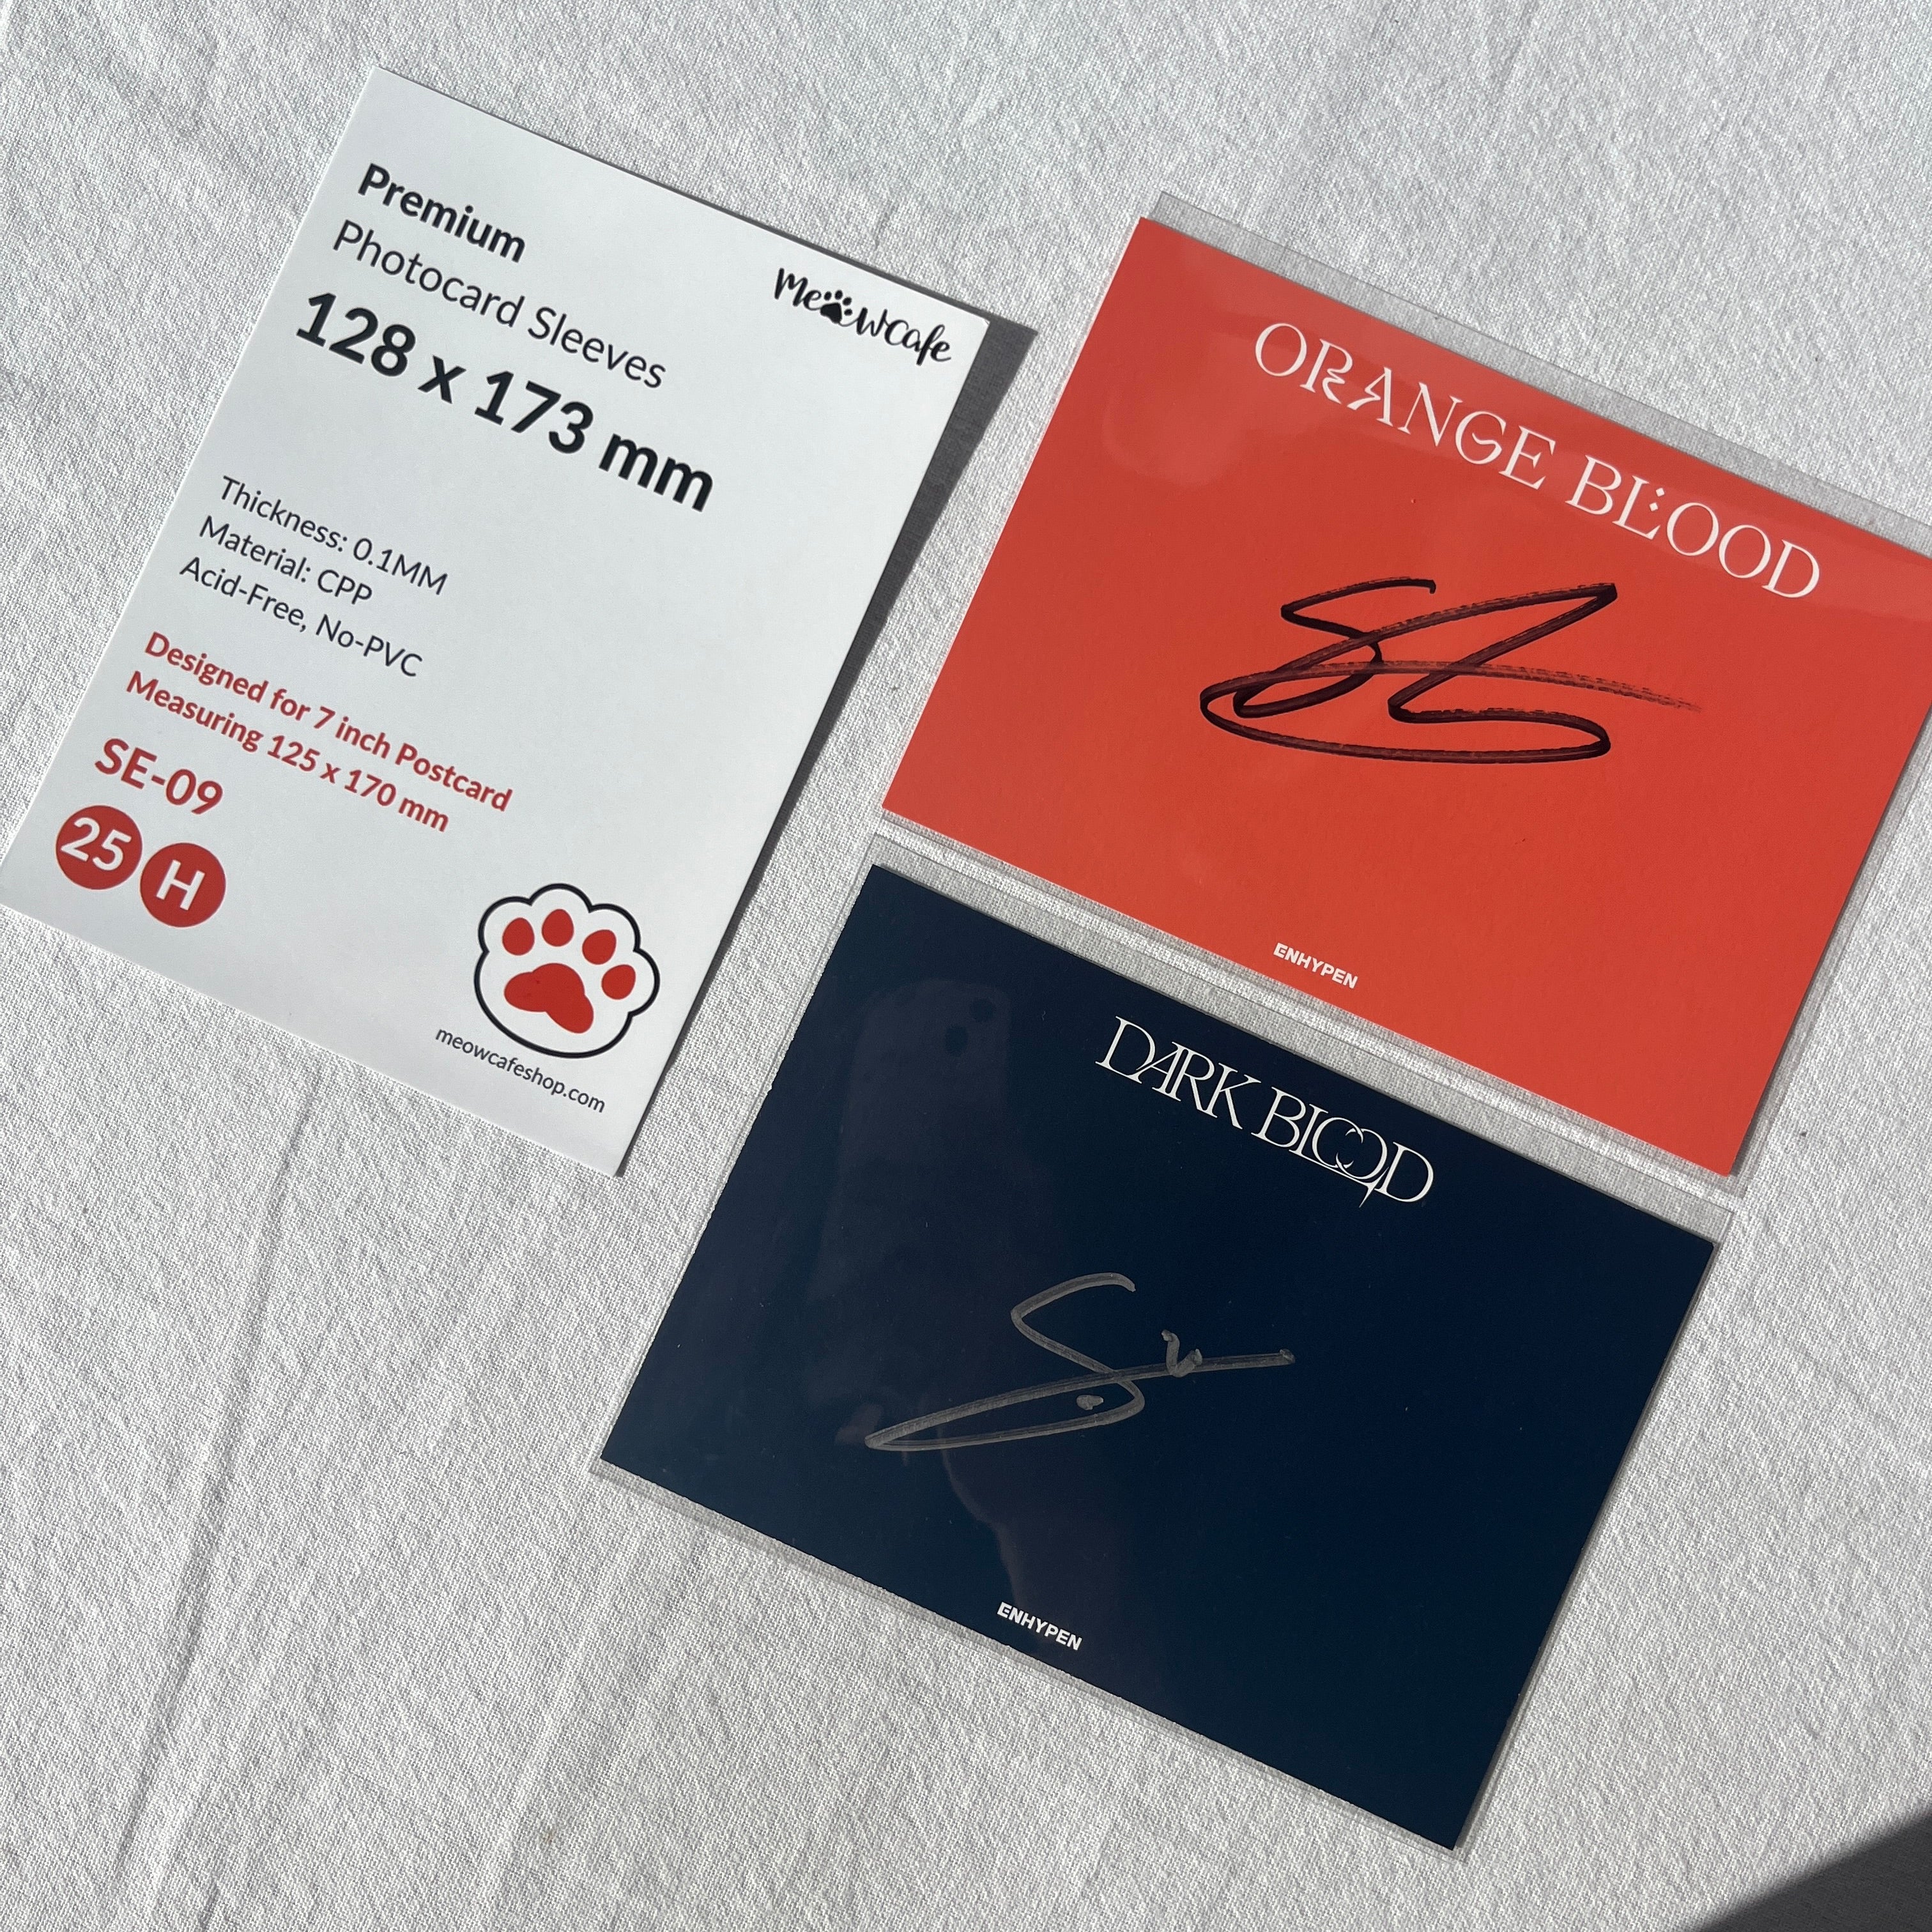 Premium
Photocard Sleeves
128 x 173 mm
MeowCafe
Thickness: 0.1MM
Material: CPP
Acid-Free, No-PVC
Designed for 7 inch Postcard
Measuring 125 x 170 mm
SE-09
25 H
meowcafeshop.com
ORANGE BLOOD
ENHYPEN
DARK BLOOD
ENHYPEN